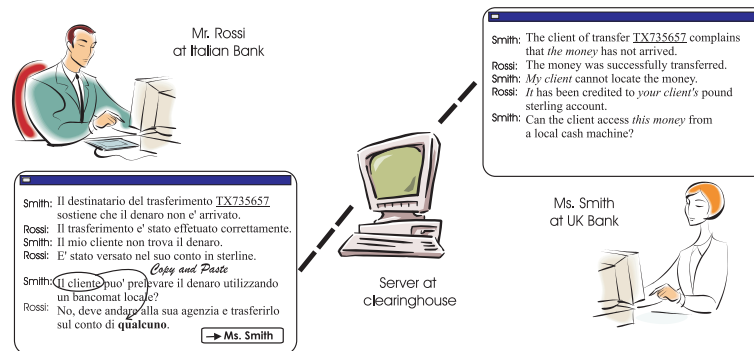 Mr. Rossi
at Italian Bank
Smith: The client of transfer TX735657 complains
that the money has not arrived.
Rossi: The money was successfully transferred.
Smith: My client cannot locate the money.
Rossi: It has been credited to your client's pound
sterling account.
Smith: Can the client access this money from
a local cash machine?
Smith: Il destinatario del trasferimento TX735657
sostiene che il denaro non e' arrivato.
Rossi: Il trasferimento e' stato effetuato correttamente.
Smith: Il mio cliente non trova il denaro.
Rossi: E' stato versato nel suo conto in sterline.
Copy and Paste
Smith: Il cliente puo' prelevare il denaro utilizzando
un bancomat locale?
Rossi: No, deve andare alla sua agenzia e trasferirlo
sul conto di qualcuno.
→ Ms. Smith
Server at
clearinghouse
Ms. Smith
at UK Bank